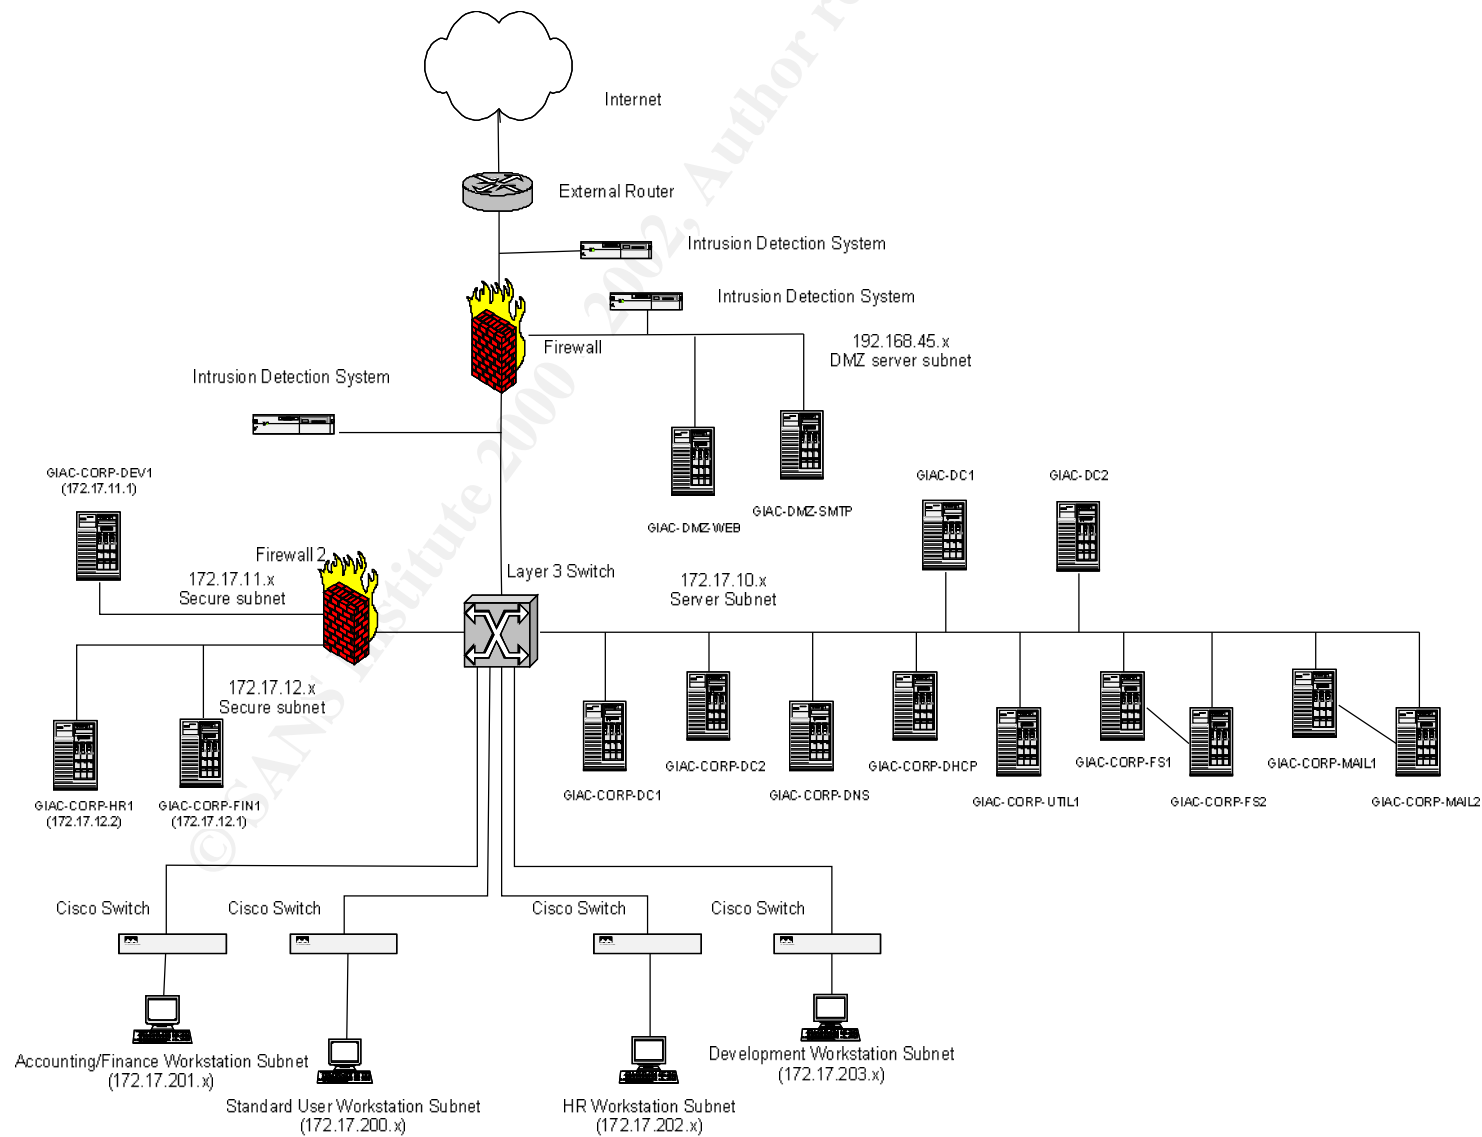 Internet
External Router
Intrusion Detection System
Intrusion Detection System
Firewall
192.168.45.x
DMZ server subnet
Intrusion Detection System
GIAC-CORP-DEV1
(172.17.11.1)
GIAC-DMZ-WEB
GIAC-DMZ-SMTP
GIAC-DC1
GIAC-DC2
Firewall 2
172.17.11.x
Secure subnet
Layer 3 Switch
172.17.10.x
Server Subnet
172.17.12.x
Secure subnet
GIAC-CORP-HR1
(172.17.12.2)
GIAC-CORP-FIN1
(172.17.12.1)
GIAC-CORP-DC1
GIAC-CORP-DC2
GIAC-CORP-DNS
GIAC-CORP-DHCP
GIAC-CORP-UTIL1
GIAC-CORP-FS1
GIAC-CORP-FS2
GIAC-CORP-MAIL1
GIAC-CORP-MAIL2
Cisco Switch
Cisco Switch
Cisco Switch
Cisco Switch
Accounting/Finance Workstation Subnet
(172.17.201.x)
Standard User Workstation Subnet
(172.17.200.x)
HR Workstation Subnet
(172.17.202.x)
Development Workstation Subnet
(172.17.203.x)
© SANS Institute 2000 - 2002, Author